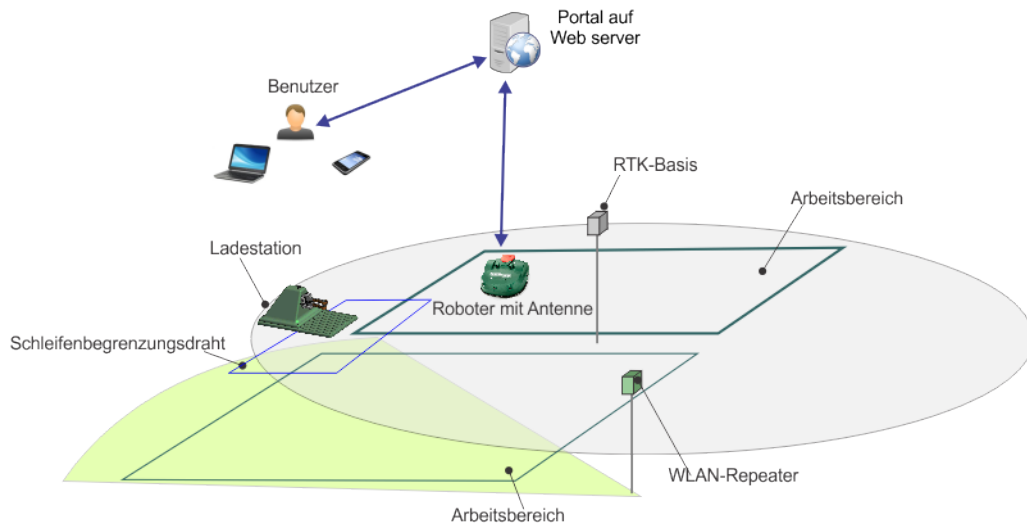 Portal auf
Web server
Benutzer
RTK-Basis
Arbeitsbereich
Ladestation
Roboter mit Antenne
Schleifenbegrenzungsdraht
WLAN-Repeater
Arbeitsbereich